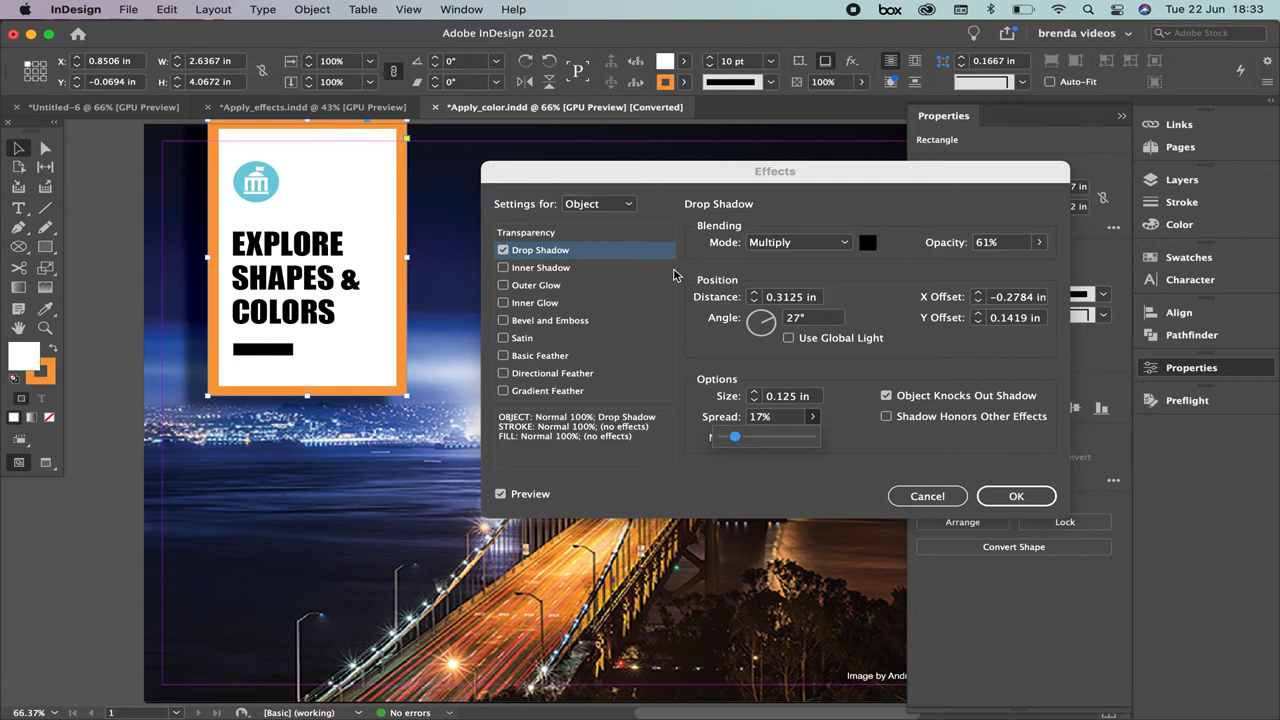 InDesign File Edit Layout Type Object Table View Window Help box Tue 22 Jun 18:33
Adobe InDesign 2021 brenda videos Adobe Stock
X: 0.8506 in W: 2.6367 in 100% 0° P 10 pt fx. 0.1667 in
Y: -0.0694 in H: 4.0672 in 100% 0° 100% Auto-Fit
*Untitled-6 @ 66% [GPU Preview] *Apply_effects.indd @ 43% [GPU Preview] *Apply_color.indd @ 66% [GPU Preview] [Converted]
EXPLORE
SHAPES &
COLORS
Effects
Settings for: Object
Transparency
Drop Shadow
Inner Shadow
Outer Glow
Inner Glow
Bevel and Emboss
Satin
Basic Feather
Directional Feather
Gradient Feather
OBJECT: Normal 100%; Drop Shadow
STROKE: Normal 100%; (no effects)
FILL: Normal 100%; (no effects)
Preview
Drop Shadow
Blending
Mode: Multiply Opacity: 61%
Position
Distance: 0.3125 in X Offset: -0.2784 in
Angle: 27° Y Offset: 0.1419 in
Use Global Light
Options
Size: 0.125 in Object Knocks Out Shadow
Spread: 17% Shadow Honors Other Effects
Cancel OK
Properties
Rectangle
7 in
2 in
Arrange Lock
Convert Shape
Links
Pages
Layers
Stroke
Color
Swatches
Character
Align
Pathfinder
Properties
Preflight
Image by Andr
66.37% 1 [Basic] (working) No errors